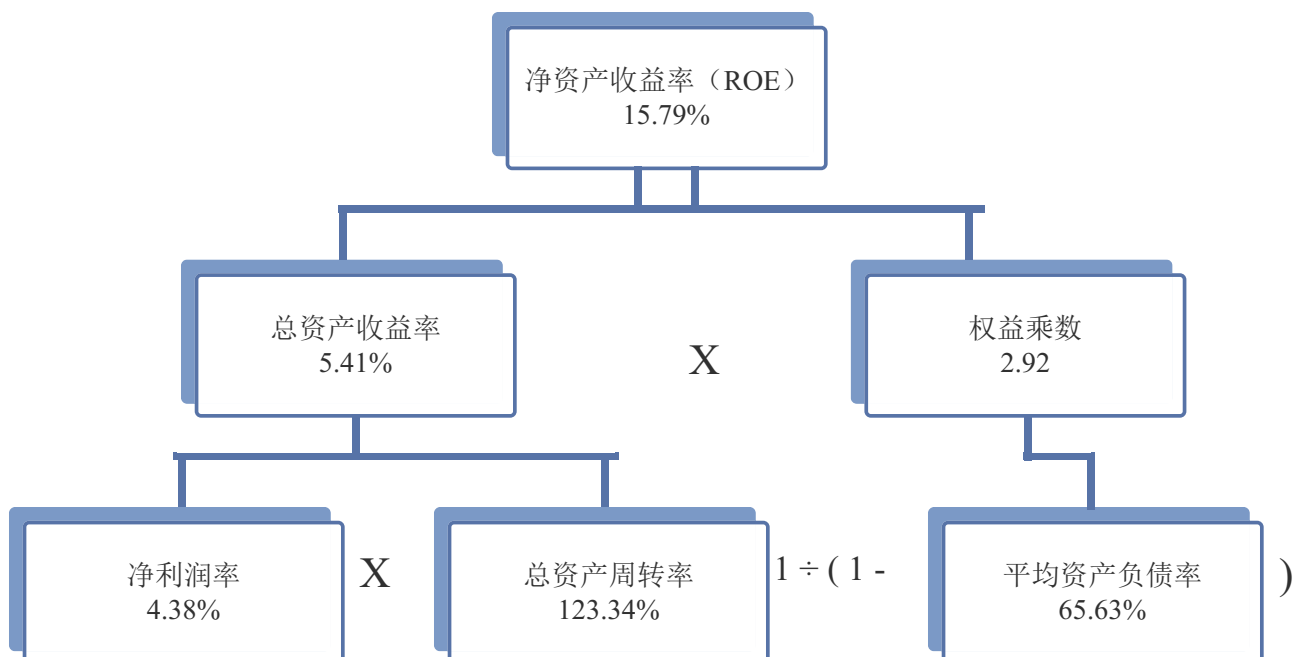 净资产收益率（ROE）
15.79%
总资产收益率
5.41%
X
权益乘数
2.92
净利润率
4.38%
X
总资产周转率
123.34%
1 ÷ ( 1 -
平均资产负债率
65.63%
)